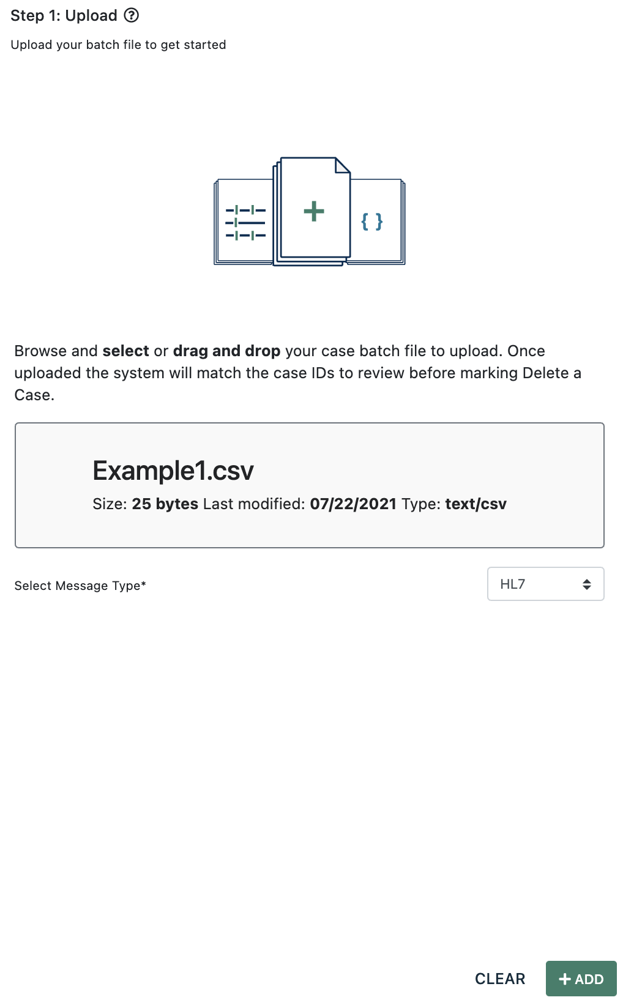 Step 1: Upload ?
Upload your batch file to get started
+
{ }
Browse and select or drag and drop your case batch file to upload. Once
uploaded the system will match the case IDs to review before marking Delete a
Case.
Example1.csv
Size: 25 bytes Last modified: 07/22/2021 Type: text/csv
Select Message Type*
HL7
CLEAR
+ ADD